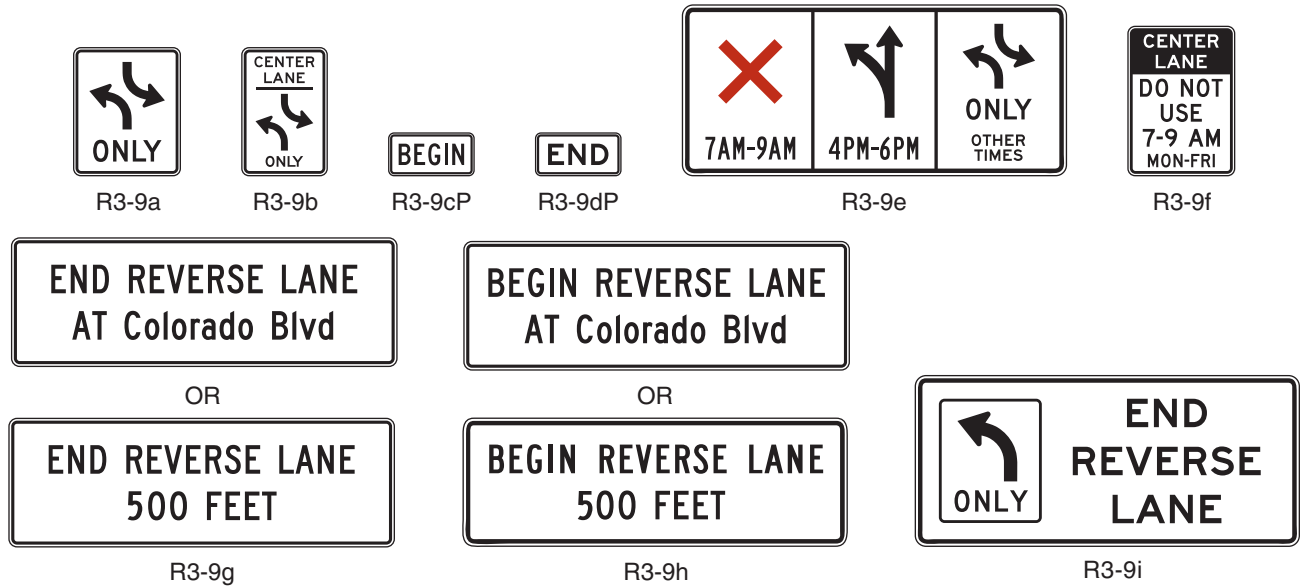 ONLY
R3-9a
CENTER
LANE
ONLY
R3-9b
BEGIN
R3-9cP
END
R3-9dP
7AM-9AM
4PM-6PM
ONLY
OTHER
TIMES
R3-9e
CENTER
LANE
DO NOT
USE
7-9 AM
MON-FRI
R3-9f
END REVERSE LANE
AT Colorado Blvd
OR
END REVERSE LANE
500 FEET
R3-9g
BEGIN REVERSE LANE
AT Colorado Blvd
OR
BEGIN REVERSE LANE
500 FEET
R3-9h
ONLY
END
REVERSE
LANE
R3-9i